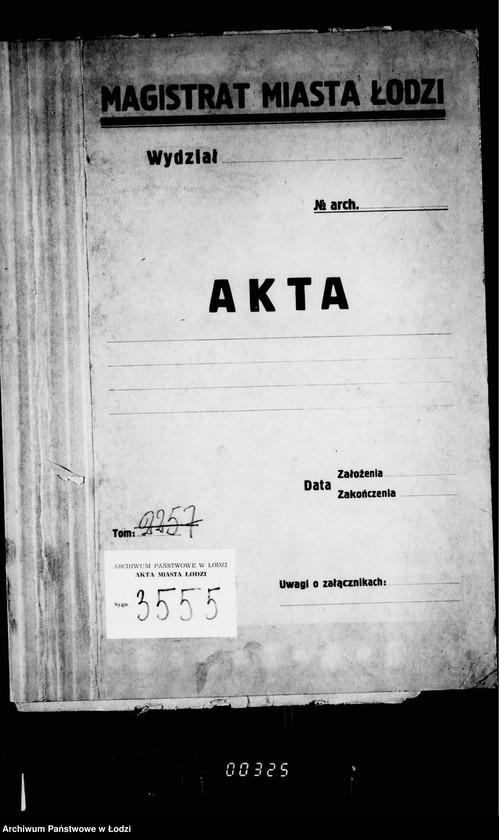 MAGISTRAT MIASTA ŁODZI
Wydział
№ arch.
AKTA
Data Założenia
Zakończenia
Tom: 2257
ARCHIWUM PAŃSTWOWE W ŁODZI
AKTA MIASTA ŁODZI
Sygn. 3555
Uwagi o załącznikach:
00325
Archiwum Państwowe w Łodzi